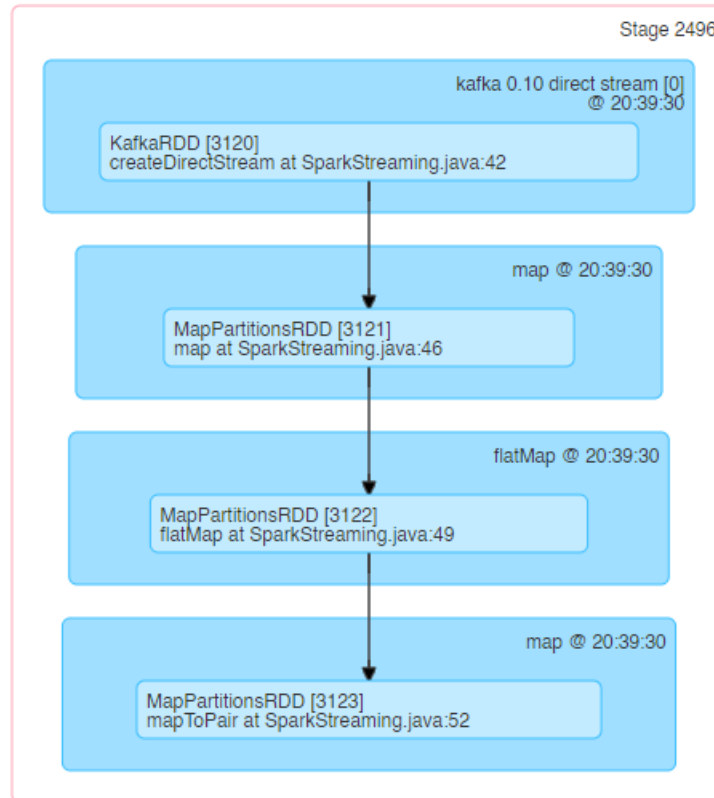 Stage 2496
kafka 0.10 direct stream [0]
@ 20:39:30
KafkaRDD [3120]
createDirectStream at SparkStreaming.java:42
map @ 20:39:30
MapPartitionsRDD [3121]
map at SparkStreaming.java:46
flatMap @ 20:39:30
MapPartitionsRDD [3122]
flatMap at SparkStreaming.java:49
map @ 20:39:30
MapPartitionsRDD [3123]
mapToPair at SparkStreaming.java:52